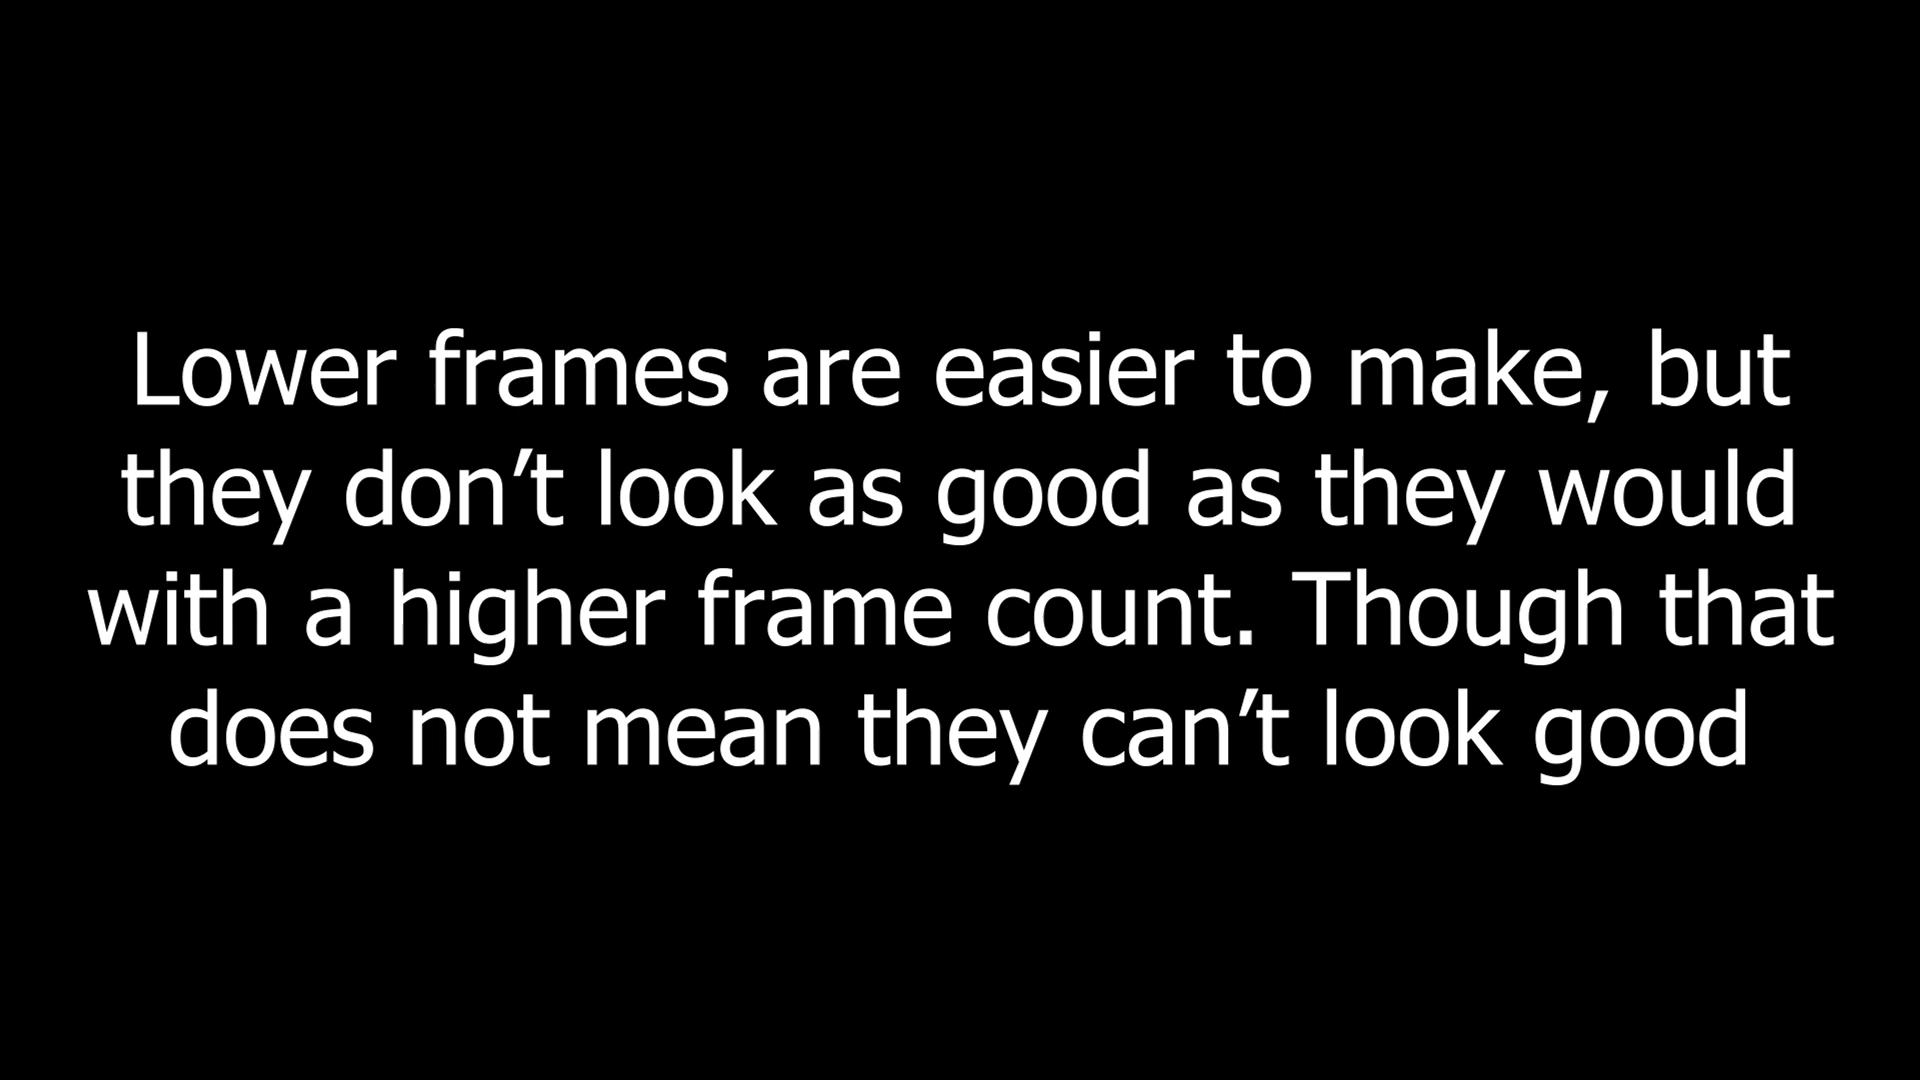 Lower frames are easier to make, but
they don’t look as good as they would
with a higher frame count. Though that
does not mean they can’t look good